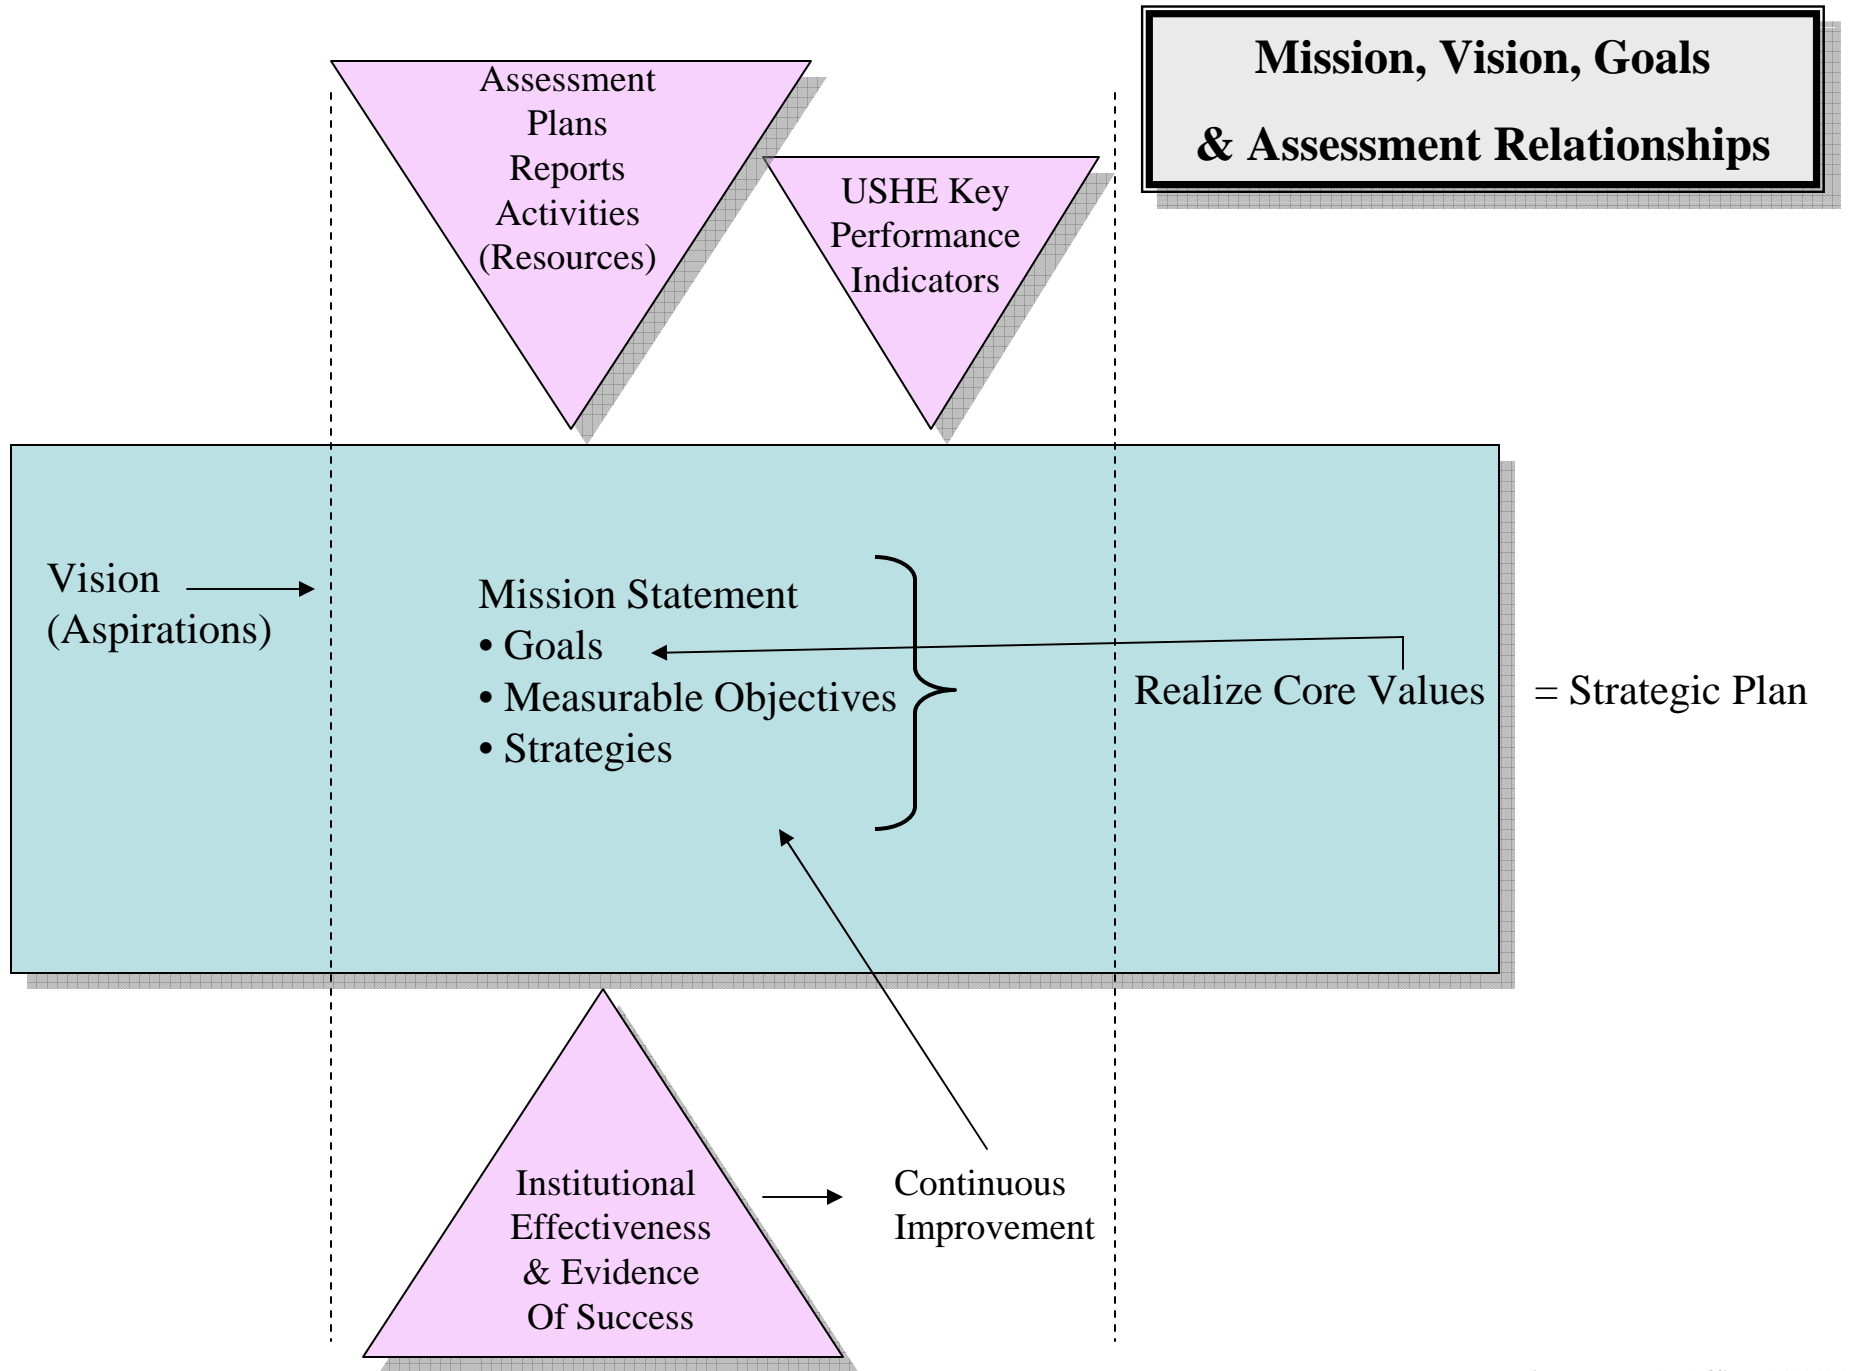 Mission, Vision, Goals
& Assessment Relationships
Assessment
Plans
Reports
Activities
(Resources)
USHE Key
Performance
Indicators
Vision
(Aspirations)
Mission Statement
• Goals
• Measurable Objectives
• Strategies
Realize Core Values
= Strategic Plan
Institutional
Effectiveness
& Evidence
Of Success
Continuous
Improvement